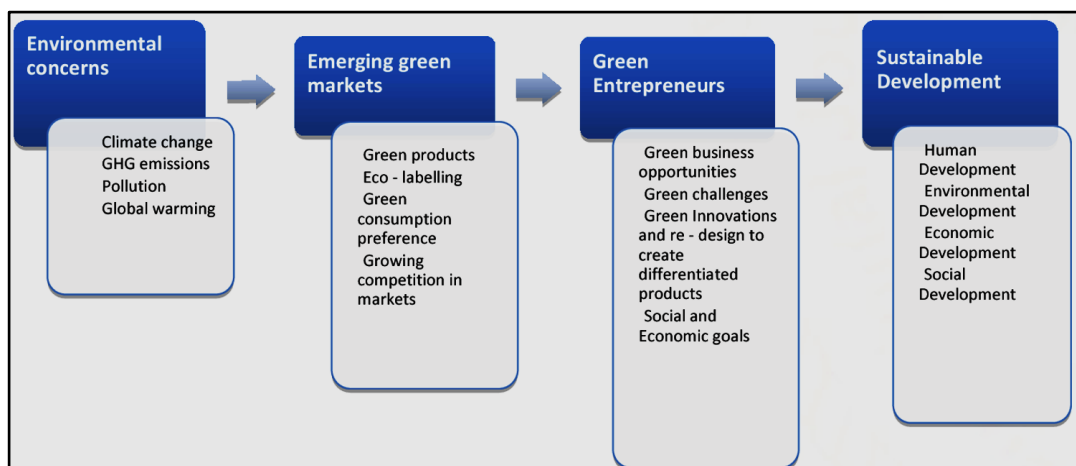 Environmental
concerns
Climate change
GHG emissions
Pollution
Global warming
Emerging green
markets
Green products
Eco - labelling
Green
consumption
preference
Growing
competition in
markets
Green
Entrepreneurs
Green business
opportunities
Green challenges
Green Innovations
and re - design to
create
differentiated
products
Social and
Economic goals
Sustainable
Development
Human
Development
Environmental
Development
Economic
Development
Social
Development